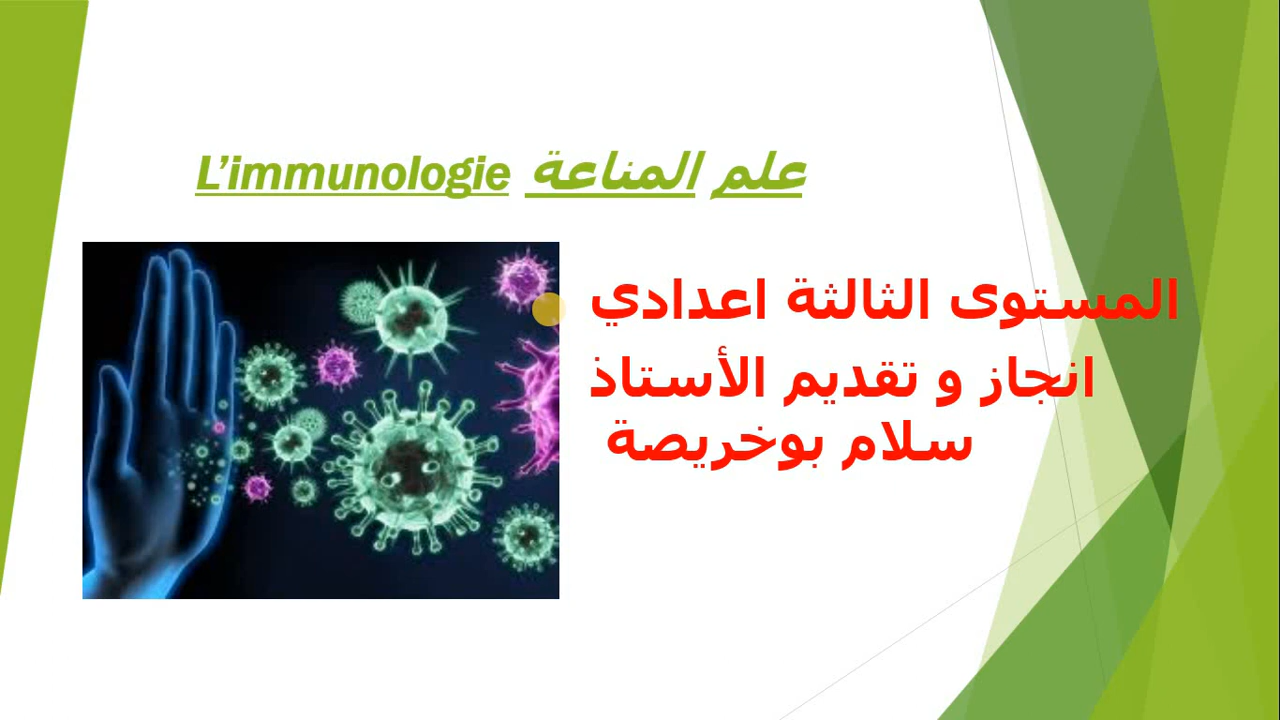 علم المناعة L'immunologie
المستوى الثالثة اعدادي
انجاز و تقديم الأستاذ
سلام بوخريصة